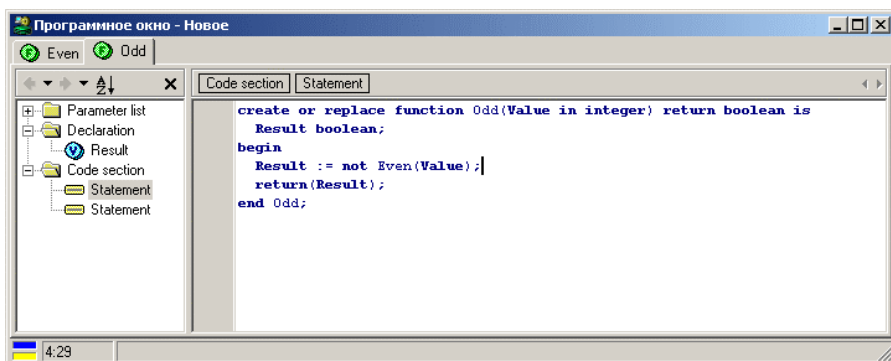 Программное окно - Новое
Even Odd
A
Z
Code section Statement
Parameter list
Declaration
Result
Code section
Statement
Statement
create or replace function Odd(Value in integer) return boolean is
Result boolean;
begin
Result := not Even(Value);
return(Result);
end Odd;
4:29